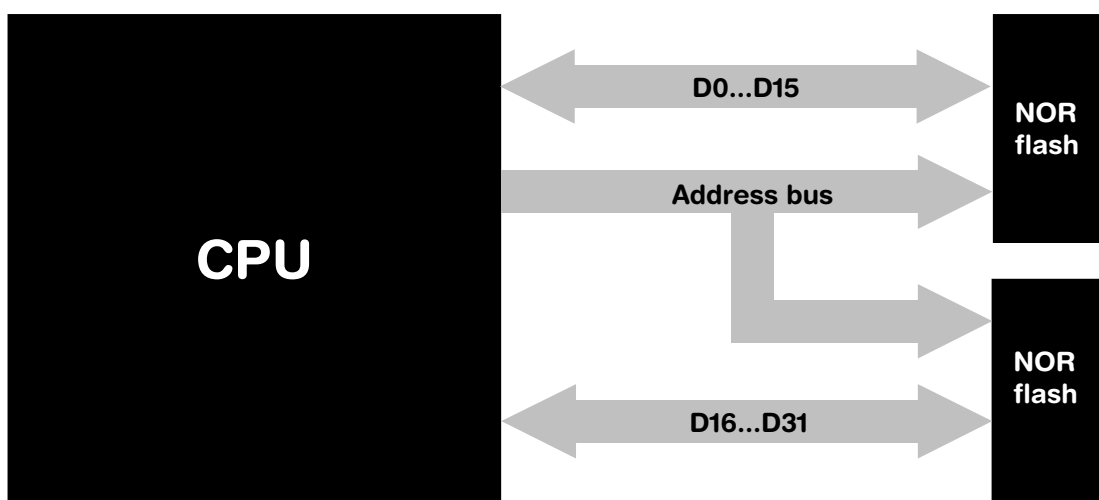 CPU
D0...D15
Address bus
D16...D31
NOR
flash
NOR
flash